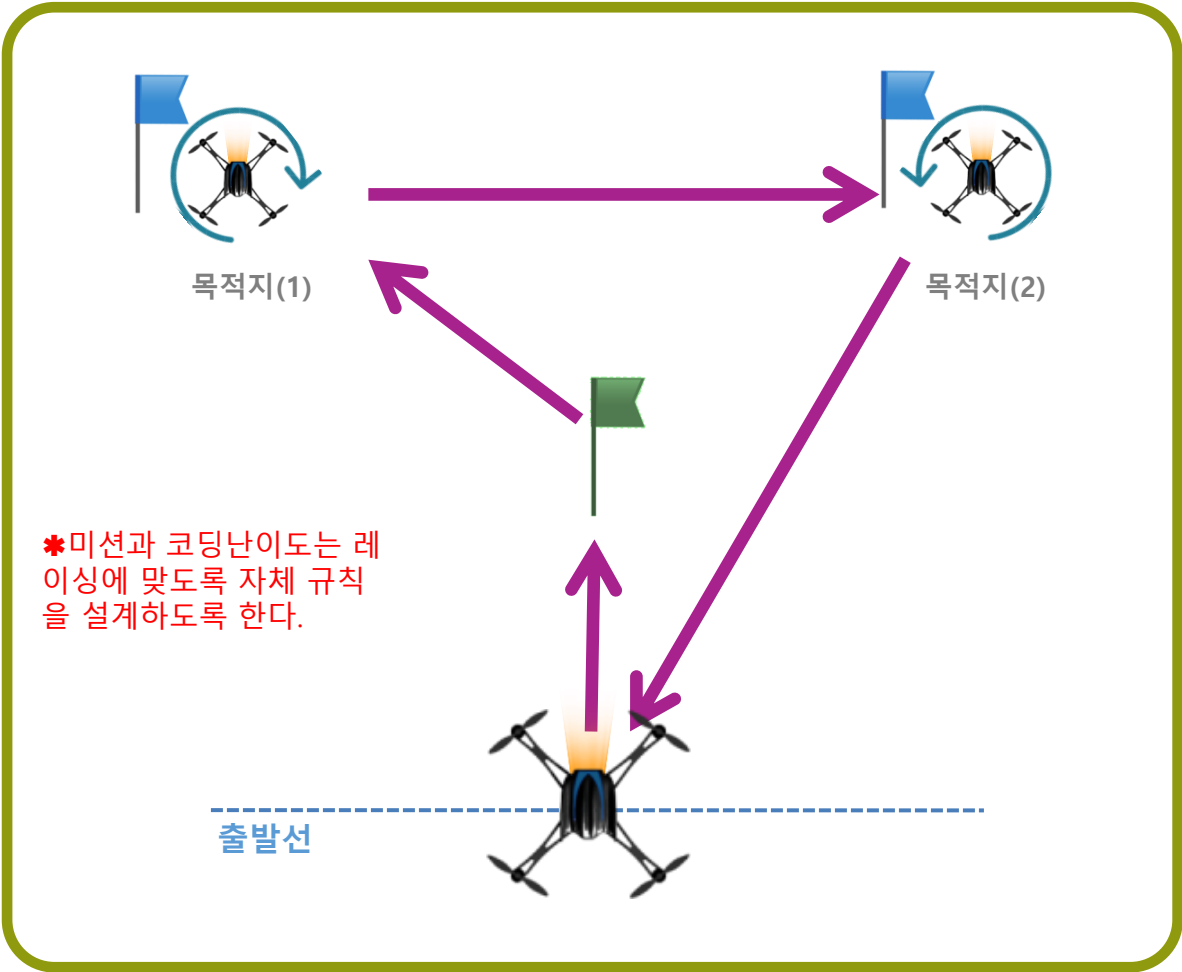 목적지(1)
목적지(2)
✱미션과 코딩난이도는 레
이싱에 맞도록 자체 규칙
을 설계하도록 한다.
출발선